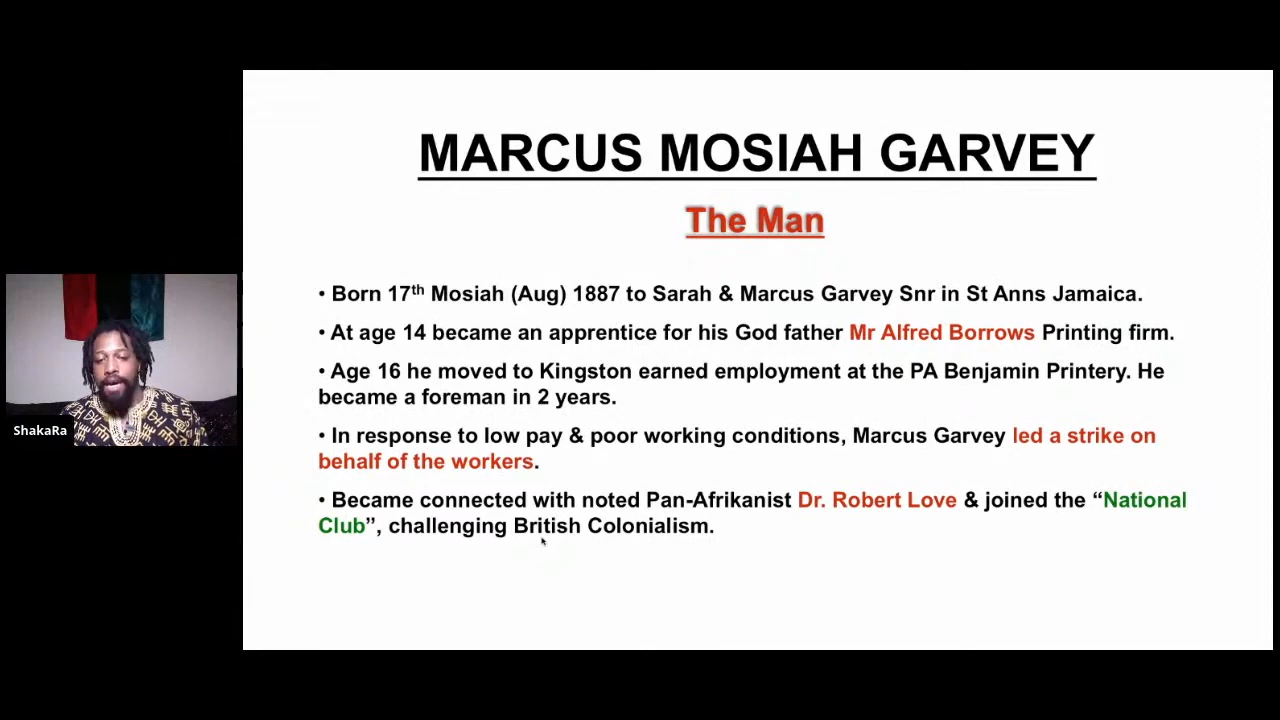 MARCUS MOSIAH GARVEY
The Man
• Born 17th Mosiah (Aug) 1887 to Sarah & Marcus Garvey Snr in St Anns Jamaica.
• At age 14 became an apprentice for his God father Mr Alfred Borrows Printing firm.
• Age 16 he moved to Kingston earned employment at the PA Benjamin Printery. He
became a foreman in 2 years.
• In response to low pay & poor working conditions, Marcus Garvey led a strike on
behalf of the workers.
• Became connected with noted Pan-Afrikanist Dr. Robert Love & joined the “National
Club”, challenging British Colonialism.
ShakaRa